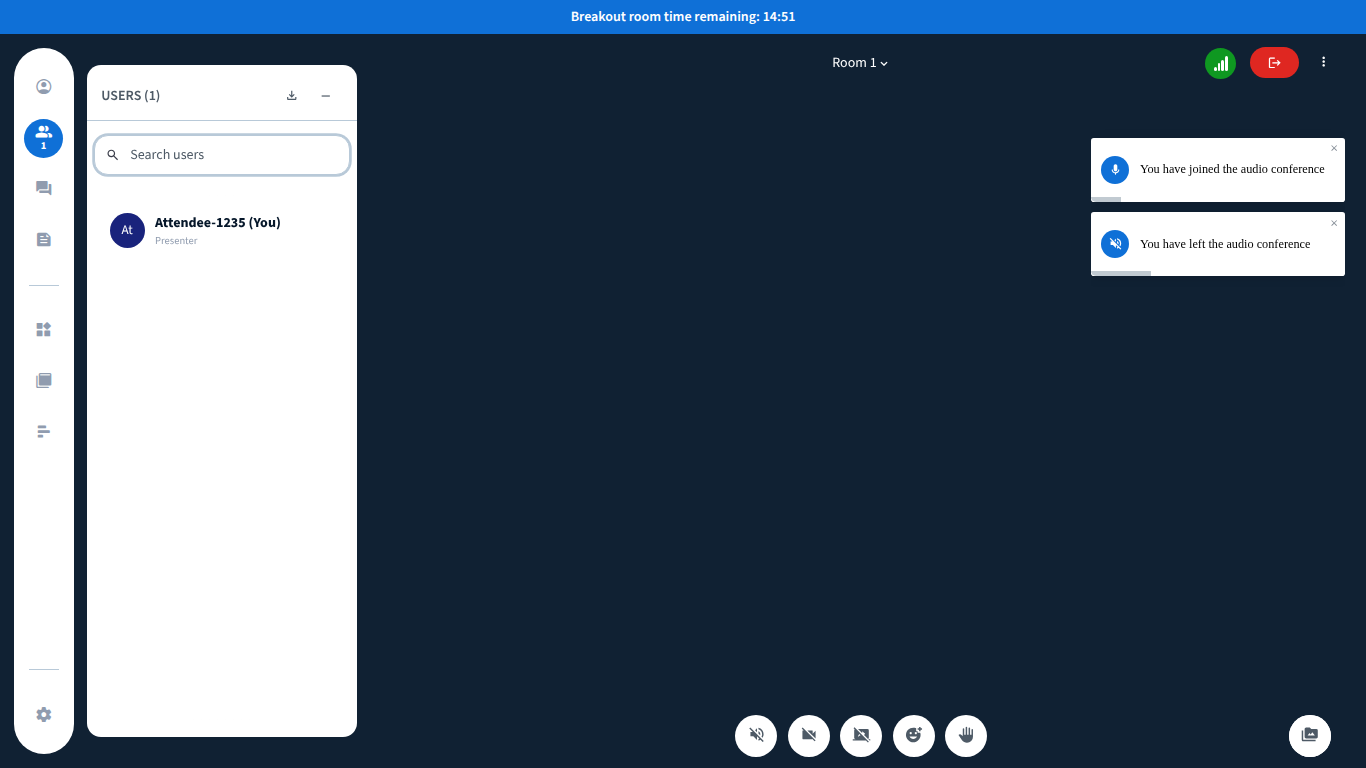 Breakout room time remaining: 14:51
Room 1
USERS (1)
1
Search users
At
Attendee-1235 (You)
Presenter
You have joined the audio conference
You have left the audio conference